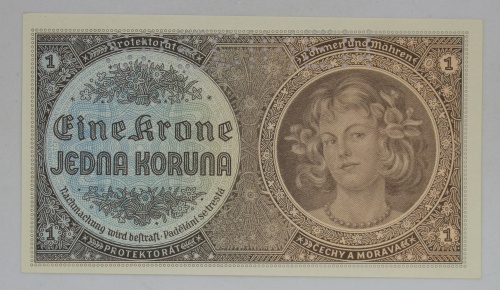 Protektorat
Böhmen und Mähren
1
1
Eine Krone
JEDNA KORUNA
Nachmachung wird bestraft · Padělání se trestá
1
1
PROTEKTORÁT
ČECHY A MORAVA